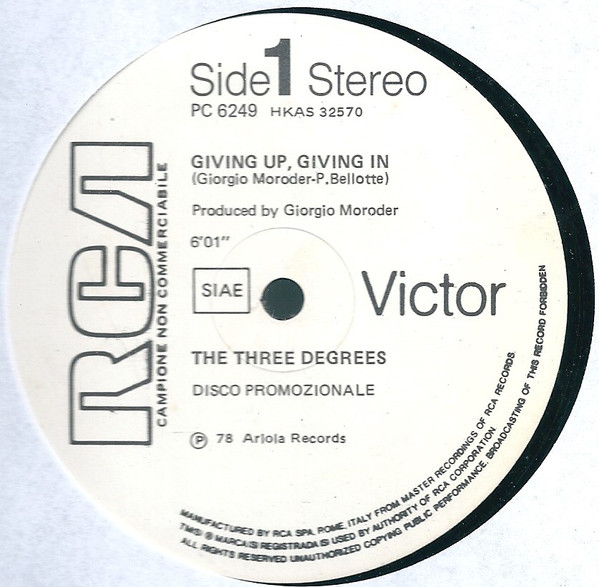 Side 1 Stereo
PC 6249 HKAS 32570
GIVING UP, GIVING IN
(Giorgio Moroder-P.Bellotte)
Produced by Giorgio Moroder
6'01''
SIAE
Victor
THE THREE DEGREES
DISCO PROMOZIONALE
Ⓟ 78 Ariola Records
RCA
CAMPIONE NON COMMERCIABILE
MANUFACTURED BY RCA SPA. ROME, ITALY FROM MASTER RECORDINGS OF RCA RECORDS
TM(S) ® MARCA(S) REGISTRADA(S) USED BY AUTHORITY OF RCA CORPORATION
ALL RIGHTS RESERVED UNAUTHORIZED COPYING PUBLIC PERFORMANCE, BROADCASTING OF THIS RECORD FORBIDDEN